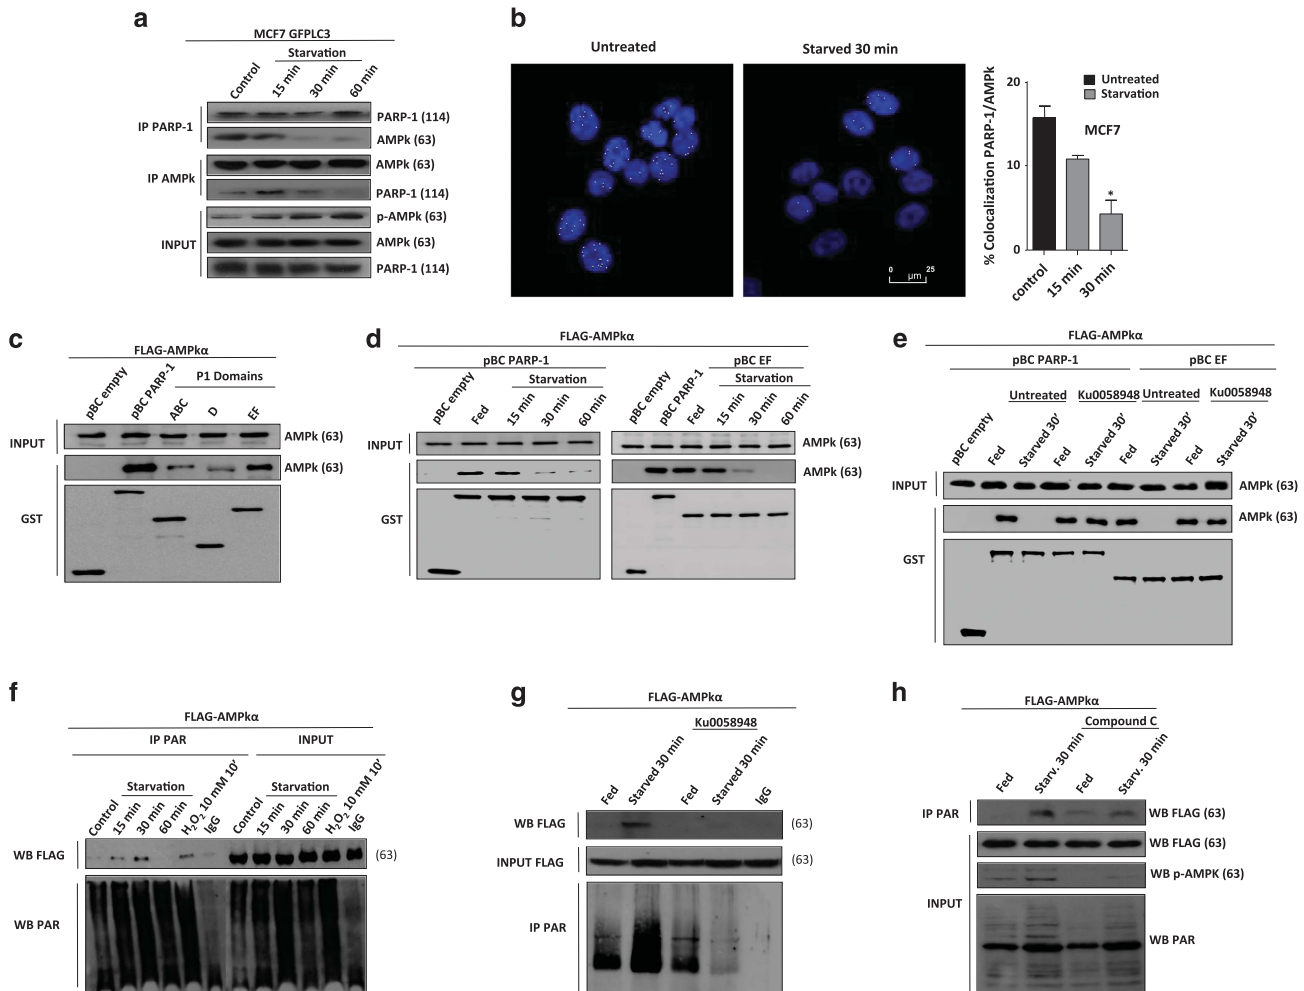 a
MCF7 GFPLC3
Starvation
Control
15 min
30 min
60 min
IP PARP-1
PARP-1 (114)
AMPk (63)
IP AMPk
AMPk (63)
PARP-1 (114)
INPUT
p-AMPk (63)
AMPk (63)
PARP-1 (114)
b
Untreated
Starved 30 min
0 25
µm
% Colocalization PARP-1/AMPk
20
10
0
Untreated
Starvation
MCF7
*
control
15 min
30 min
c
FLAG-AMPkα
pBC empty
pBC PARP-1
P1 Domains
ABC
D
EF
INPUT
AMPk (63)
AMPk (63)
GST
d
FLAG-AMPkα
pBC PARP-1
pBC EF
Starvation
Starvation
pBC empty
Fed
15 min
30 min
60 min
pBC empty
pBC PARP-1
Fed
15 min
30 min
60 min
INPUT
AMPk (63)
AMPk (63)
GST
e
FLAG-AMPkα
pBC PARP-1
pBC EF
Untreated
Ku0058948
Untreated
Ku0058948
pBC empty
Fed
Starved 30'
Fed
Starved 30'
Fed
Starved 30'
Fed
Starved 30'
INPUT
AMPk (63)
AMPk (63)
GST
f
FLAG-AMPkα
IP PAR
INPUT
Starvation
Starvation
Control
15 min
30 min
60 min
H2O2 10 mM 10'
IgG
Control
15 min
30 min
60 min
H2O2 10 mM 10'
IgG
WB FLAG
(63)
WB PAR
g
FLAG-AMPkα
Ku0058948
Fed
Starved 30 min
Fed
Starved 30 min
IgG
WB FLAG
(63)
INPUT FLAG
(63)
IP PAR
h
FLAG-AMPkα
Compound C
Fed
Starv. 30 min
Fed
Starv. 30 min
IP PAR
WB FLAG (63)
WB FLAG (63)
WB p-AMPK (63)
INPUT
WB PAR